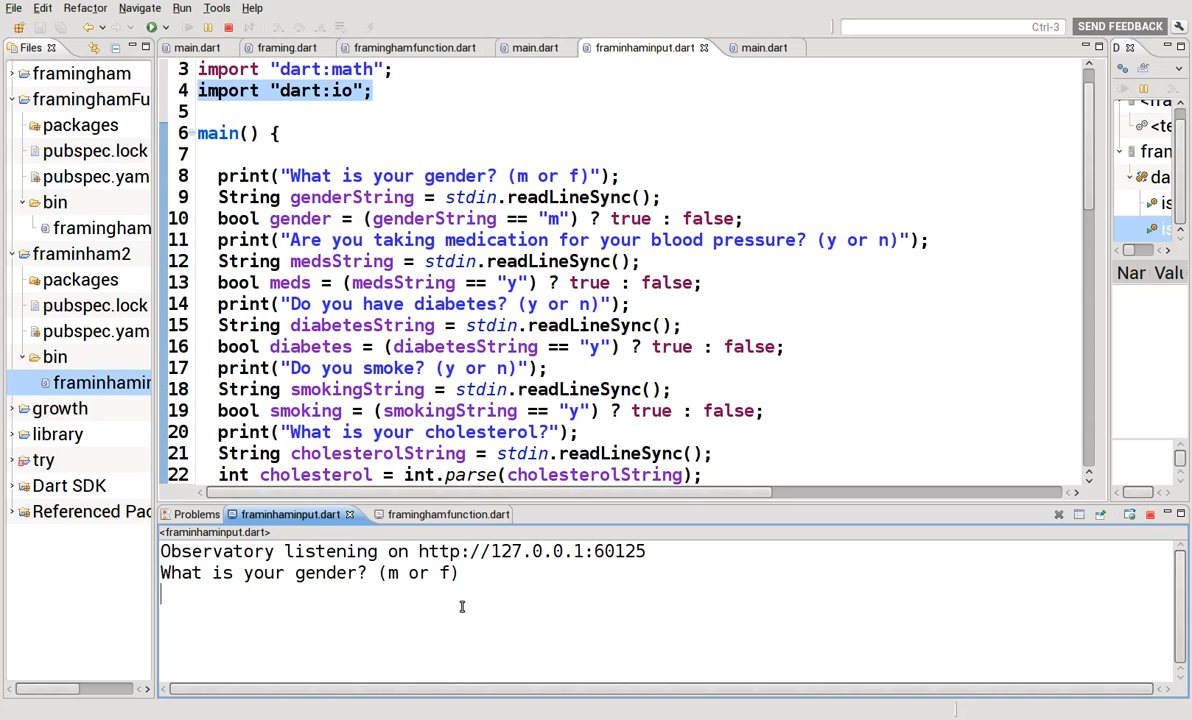 File Edit Refactor Navigate Run Tools Help
Ctrl-3 SEND FEEDBACK
Files
main.dart framing.dart framinghamfunction.dart main.dart framinhaminput.dart main.dart
D
framingham
framinghamFu
packages
pubspec.lock
pubspec.yam
bin
framingham
framinham2
packages
pubspec.lock
pubspec.yam
bin
framinhamin
growth
library
try
Dart SDK
Referenced Pac
3 import "dart:math";
4 import "dart:io";
5
6 main() {
7
8 print("What is your gender? (m or f)");
9 String genderString = stdin.readLineSync();
10 bool gender = (genderString == "m") ? true : false;
11 print("Are you taking medication for your blood pressure? (y or n)");
12 String medsString = stdin.readLineSync();
13 bool meds = (medsString == "y") ? true : false;
14 print("Do you have diabetes? (y or n)");
15 String diabetesString = stdin.readLineSync();
16 bool diabetes = (diabetesString == "y") ? true : false;
17 print("Do you smoke? (y or n)");
18 String smokingString = stdin.readLineSync();
19 bool smoking = (smokingString == "y") ? true : false;
20 print("What is your cholesterol?");
21 String cholesterolString = stdin.readLineSync();
22 int cholesterol = int.parse(cholesterolString);
<te
fran
da
is
is
Nar Valu
Problems framinhaminput.dart framinghamfunction.dart
<framinhaminput.dart>
Observatory listening on http://127.0.0.1:60125
What is your gender? (m or f)